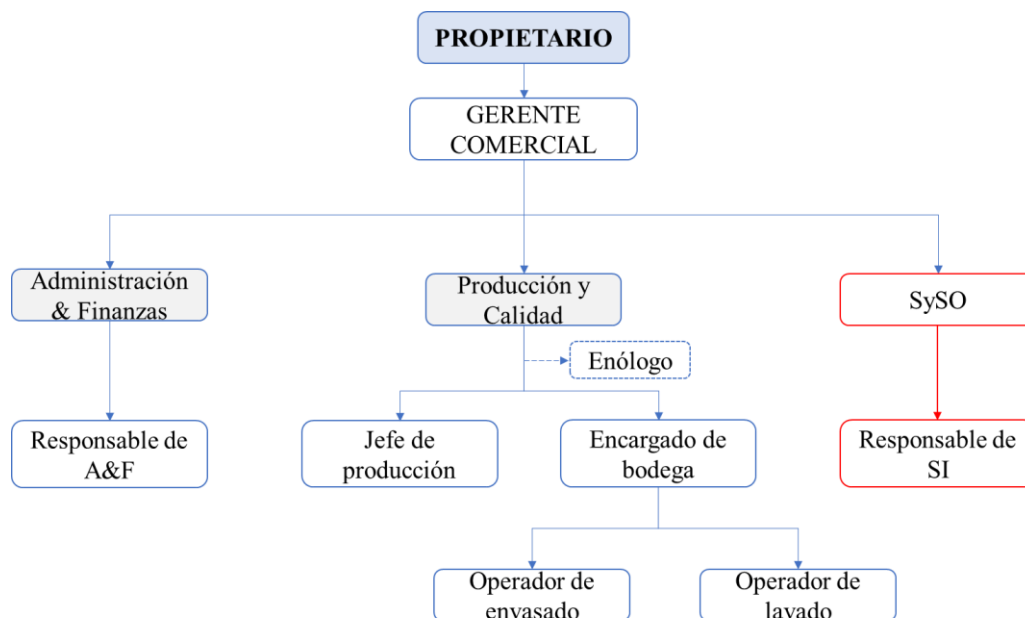 PROPIETARIO
GERENTE
COMERCIAL
Administración
& Finanzas
Producción y
Calidad
SySO
Enólogo
Responsable de
A&F
Jefe de
producción
Encargado de
bodega
Responsable de
SI
Operador de
envasado
Operador de
lavado